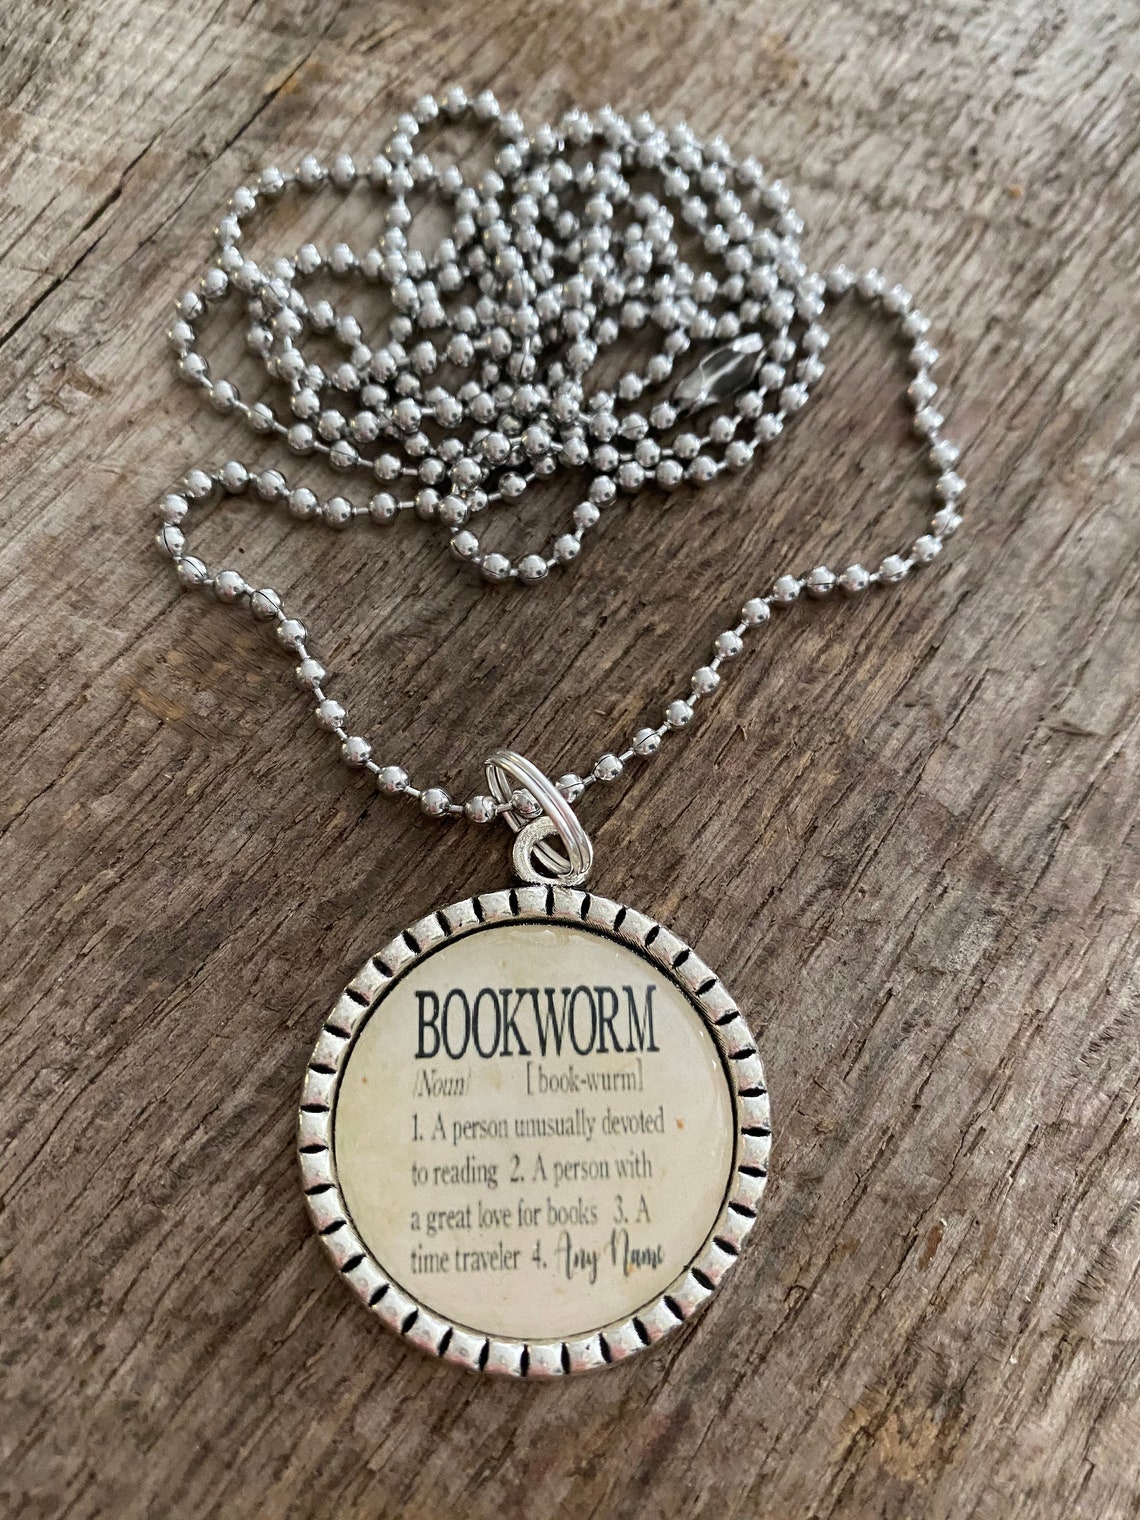 BOOKWORM
/Noun/ [book-wurm]
1. A person unusually devoted
to reading 2. A person with
a great love for books 3. A
time traveler 4. Any Name